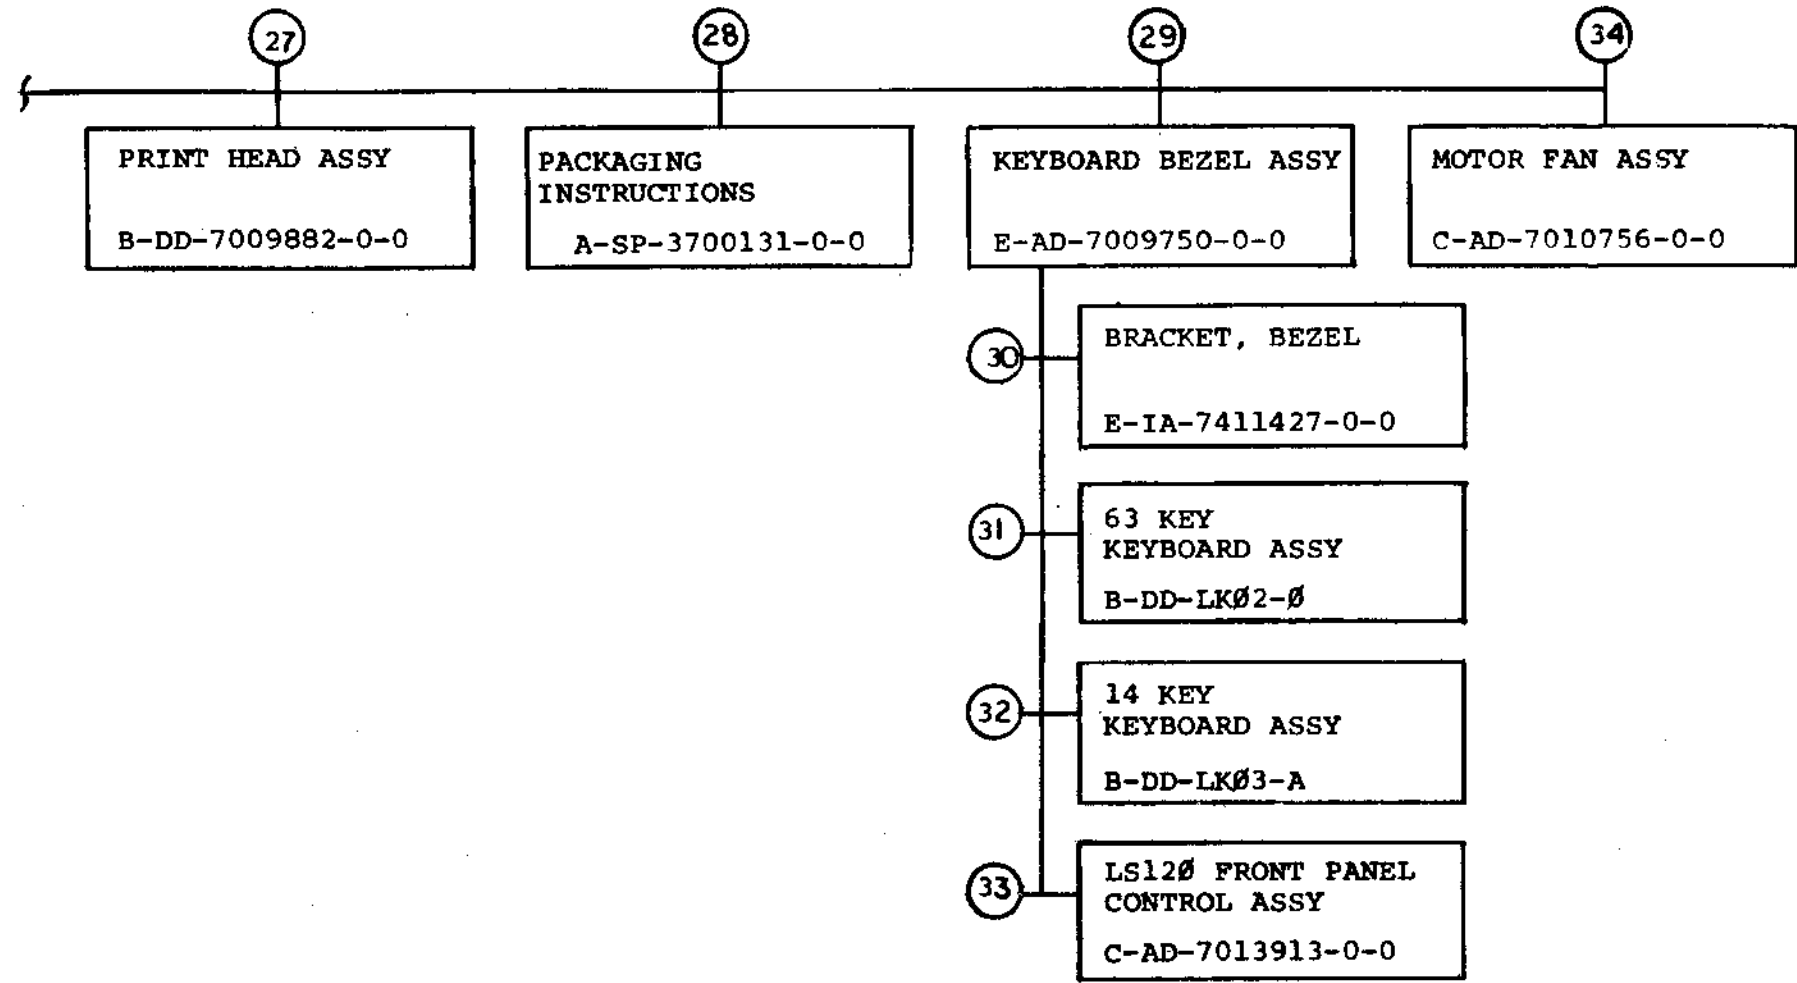 27
28
29
34
PRINT HEAD ASSY
B-DD-7009882-0-0
PACKAGING
INSTRUCTIONS
A-SP-3700131-0-0
KEYBOARD BEZEL ASSY
E-AD-7009750-0-0
MOTOR FAN ASSY
C-AD-7010756-0-0
30
BRACKET, BEZEL
E-IA-7411427-0-0
31
63 KEY
KEYBOARD ASSY
B-DD-LKØ2-Ø
32
14 KEY
KEYBOARD ASSY
B-DD-LKØ3-A
33
LS12Ø FRONT PANEL
CONTROL ASSY
C-AD-7013913-0-0